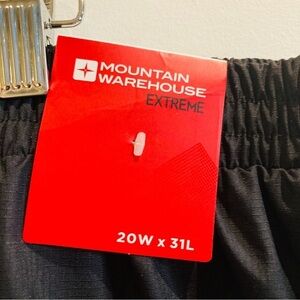 MOUNTAIN
WAREHOUSE
EXTREME
20W x 31L